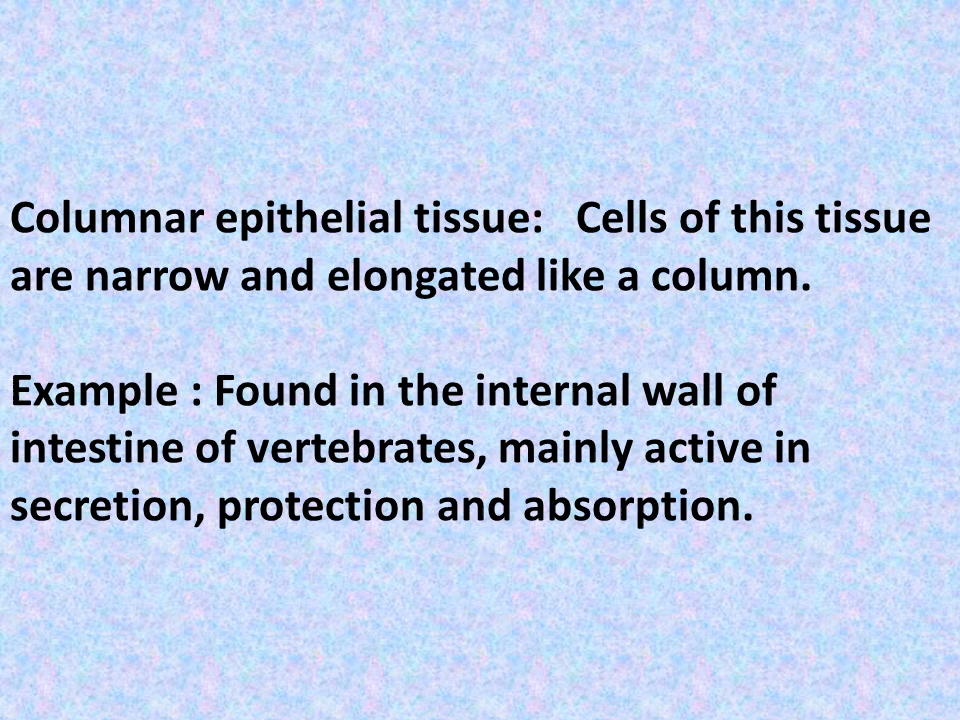 Columnar epithelial tissue:   Cells of this tissue
are narrow and elongated like a column.
Example : Found in the internal wall of
intestine of vertebrates, mainly active in
secretion, protection and absorption.